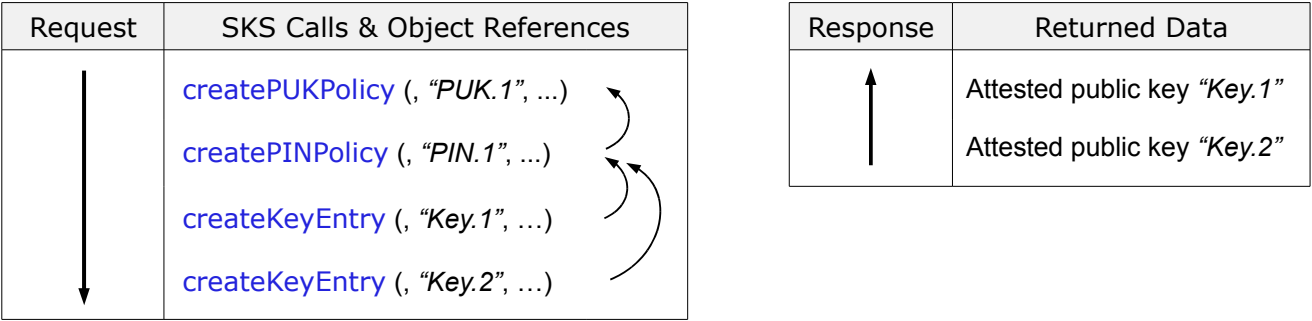 Request SKS Calls & Object References
createPUKPolicy (, “PUK.1”, ...)
createPINPolicy (, “PIN.1”, ...)
createKeyEntry (, “Key.1”, …)
createKeyEntry (, “Key.2”, …)
Response Returned Data
Attested public key “Key.1”
Attested public key “Key.2”